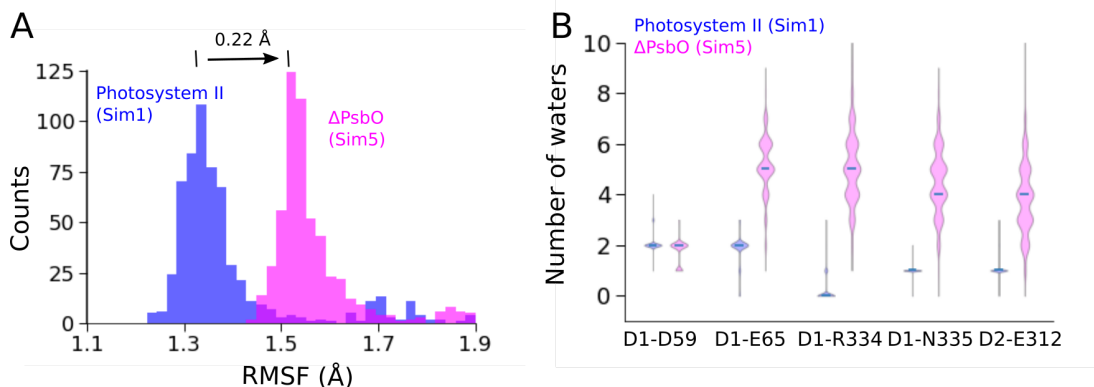 A
0.22 Å
Photosystem II
(Sim1)
ΔPsbO
(Sim5)
125
100
75
50
25
0
Counts
1.1 1.3 1.5 1.7 1.9
RMSF (Å)
B
Photosystem II (Sim1)
ΔPsbO (Sim5)
10
8
6
4
2
0
Number of waters
D1-D59 D1-E65 D1-R334 D1-N335 D2-E312